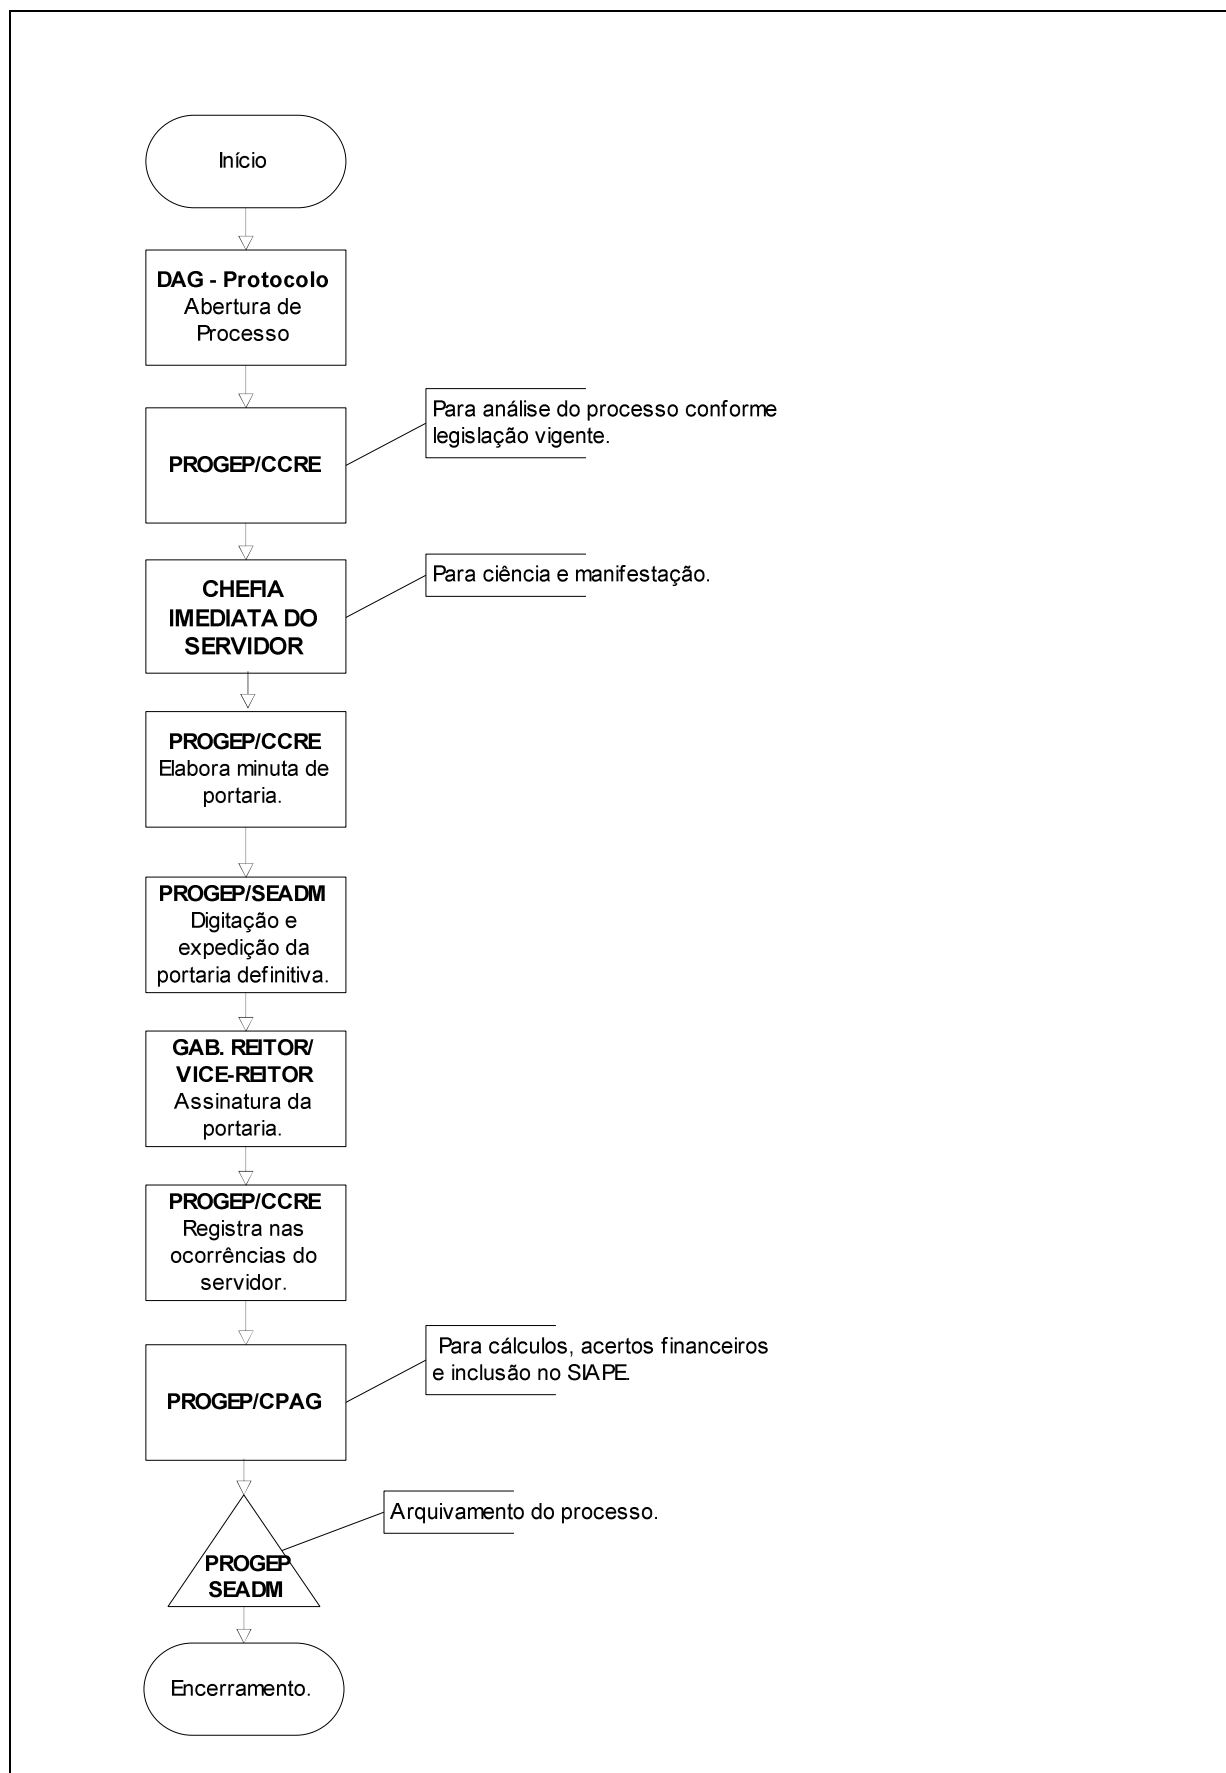 Início
DAG - Protocolo
Abertura de
Processo
PROGEP/CCRE
Para análise do processo conforme
legislação vigente.
CHEFIA
IMEDIATA DO
SERVIDOR
Para ciência e manifestação.
PROGEP/CCRE
Elabora minuta de
portaria.
PROGEP/SEADM
Digitação e
expedição da
portaria definitiva.
GAB. REITOR/
VICE-REITOR
Assinatura da
portaria.
PROGEP/CCRE
Registra nas
ocorrências do
servidor.
PROGEP/CPAG
Para cálculos, acertos financeiros
e inclusão no SIAPE.
PROGEP
SEADM
Arquivamento do processo.
Encerramento.